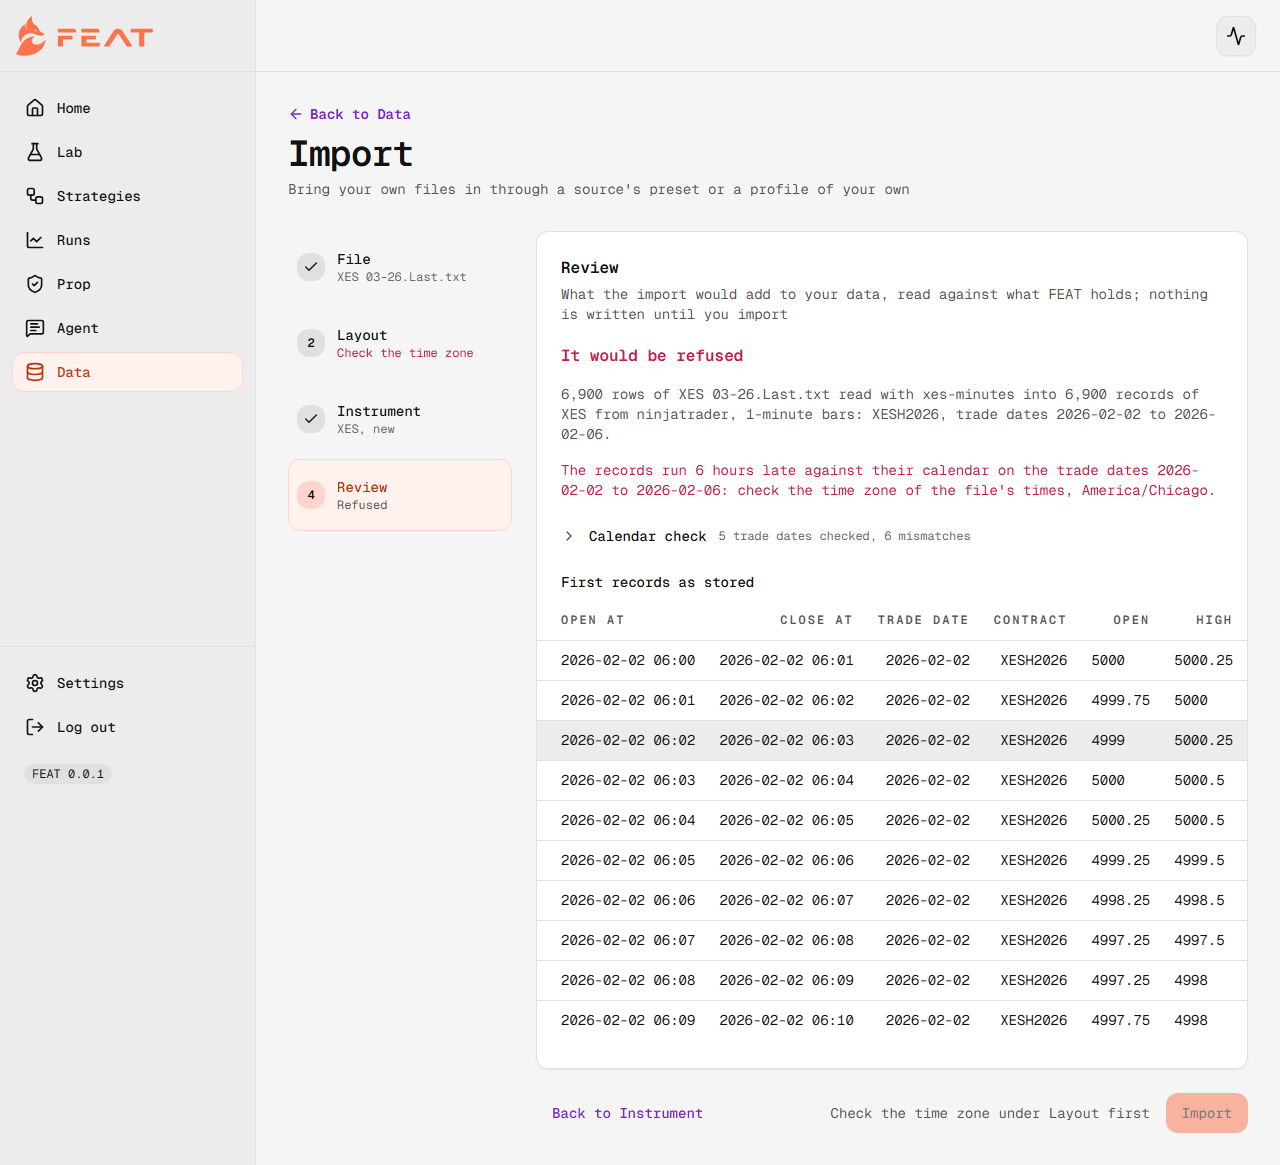 FEAT
Home
Lab
Strategies
Runs
Prop
Agent
Data
Settings
Log out
FEAT 0.0.1
Back to Data
Import
Bring your own files in through a source's preset or a profile of your own
File
XES 03-26.Last.txt
2
Layout
Check the time zone
Instrument
XES, new
4
Review
Refused
Review
What the import would add to your data, read against what FEAT holds; nothing
is written until you import
It would be refused
6,900 rows of XES 03-26.Last.txt read with xes-minutes into 6,900 records of
XES from ninjatrader, 1-minute bars: XESH2026, trade dates 2026-02-02 to 2026-
02-06.
The records run 6 hours late against their calendar on the trade dates 2026-
02-02 to 2026-02-06: check the time zone of the file's times, America/Chicago.
Calendar check 5 trade dates checked, 6 mismatches
First records as stored
OPEN AT CLOSE AT TRADE DATE CONTRACT OPEN HIGH
2026-02-02 06:00 2026-02-02 06:01 2026-02-02 XESH2026 5000 5000.25
2026-02-02 06:01 2026-02-02 06:02 2026-02-02 XESH2026 4999.75 5000
2026-02-02 06:02 2026-02-02 06:03 2026-02-02 XESH2026 4999 5000.25
2026-02-02 06:03 2026-02-02 06:04 2026-02-02 XESH2026 5000 5000.5
2026-02-02 06:04 2026-02-02 06:05 2026-02-02 XESH2026 5000.25 5000.5
2026-02-02 06:05 2026-02-02 06:06 2026-02-02 XESH2026 4999.25 4999.5
2026-02-02 06:06 2026-02-02 06:07 2026-02-02 XESH2026 4998.25 4998.5
2026-02-02 06:07 2026-02-02 06:08 2026-02-02 XESH2026 4997.25 4997.5
2026-02-02 06:08 2026-02-02 06:09 2026-02-02 XESH2026 4997.25 4998
2026-02-02 06:09 2026-02-02 06:10 2026-02-02 XESH2026 4997.75 4998
Back to Instrument
Check the time zone under Layout first
Import